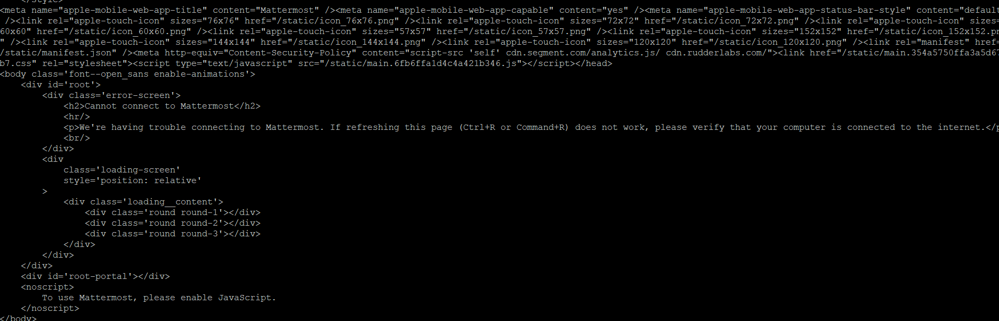 </style>
<meta name="apple-mobile-web-app-title" content="Mattermost" /><meta name="apple-mobile-web-app-capable" content="yes" /><meta name="apple-mobile-web-app-status-bar-style" content="default
 /><link rel="apple-touch-icon" sizes="76x76" href="/static/icon_76x76.png" /><link rel="apple-touch-icon" sizes="72x72" href="/static/icon_72x72.png" /><link rel="apple-touch-icon" sizes=
60x60" href="/static/icon_60x60.png" /><link rel="apple-touch-icon" sizes="57x57" href="/static/icon_57x57.png" /><link rel="apple-touch-icon" sizes="152x152" href="/static/icon_152x152.pn
" /><link rel="apple-touch-icon" sizes="144x144" href="/static/icon_144x144.png" /><link rel="apple-touch-icon" sizes="120x120" href="/static/icon_120x120.png" /><link rel="manifest" href=
/static/manifest.json" /><meta http-equiv="Content-Security-Policy" content="script-src 'self' cdn.segment.com/analytics.js/ cdn.rudderlabs.com/"><link href="/static/main.354a5750ffa3a5d67
b7.css" rel="stylesheet"><script type="text/javascript" src="/static/main.6fb6ffa1d4c4a421b346.js"></script></head>
<body class='font--open_sans enable-animations'>
    <div id='root'>
        <div class='error-screen'>
            <h2>Cannot connect to Mattermost</h2>
            <hr/>
            <p>We're having trouble connecting to Mattermost. If refreshing this page (Ctrl+R or Command+R) does not work, please verify that your computer is connected to the internet.</p
            <br/>
        </div>
        <div
            class='loading-screen'
            style='position: relative'
        >
            <div class='loading__content'>
                <div class='round round-1'></div>
                <div class='round round-2'></div>
                <div class='round round-3'></div>
            </div>
        </div>
    </div>
    <div id='root-portal'></div>
    <noscript>
        To use Mattermost, please enable JavaScript.
    </noscript>
</body>